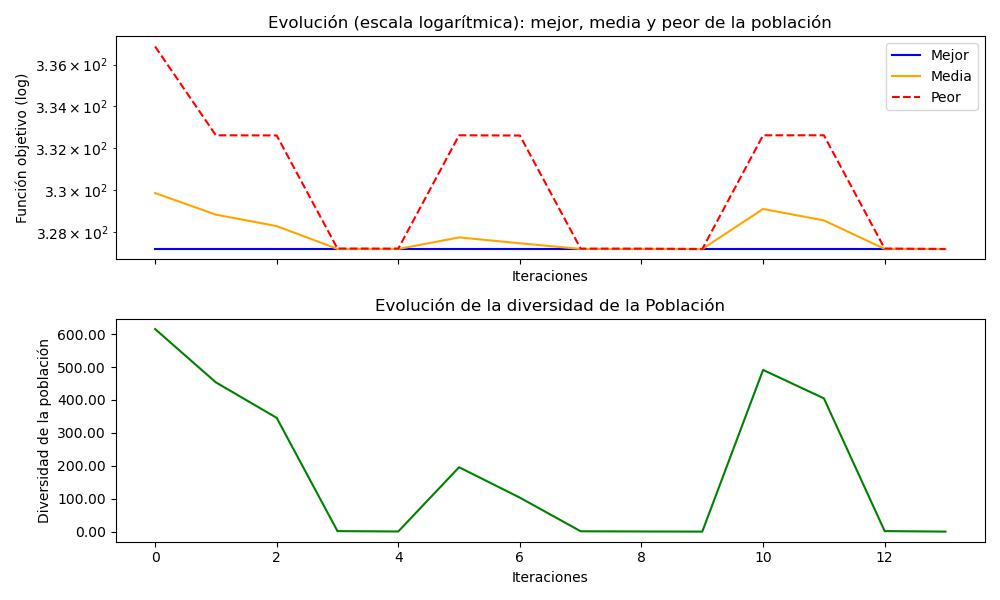 Evolución (escala logarítmica): mejor, media y peor de la población
Función objetivo (log)
3.36 × 10²
3.34 × 10²
3.32 × 10²
3.3 × 10²
3.28 × 10²
Mejor
Media
Peor
Iteraciones
Evolución de la diversidad de la Población
Diversidad de la población
600.00
500.00
400.00
300.00
200.00
100.00
0.00
0 2 4 6 8 10 12
Iteraciones